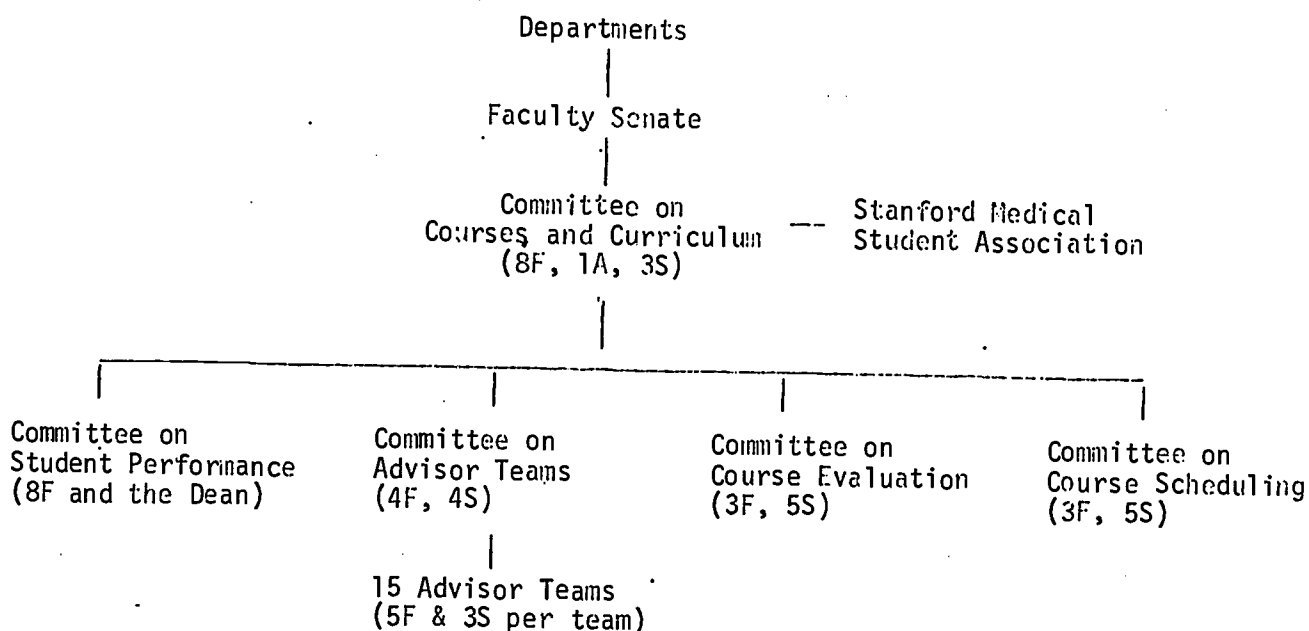 Departments
Faculty Senate
Committee on
Courses and Curriculum
(8F, 1A, 3S)
--
Stanford Medical
Student Association
Committee on
Student Performance
(8F and the Dean)
Committee on
Advisor Teams
(4F, 4S)
Committee on
Course Evaluation
(3F, 5S)
Committee on
Course Scheduling
(3F, 5S)
15 Advisor Teams
(5F & 3S per team)